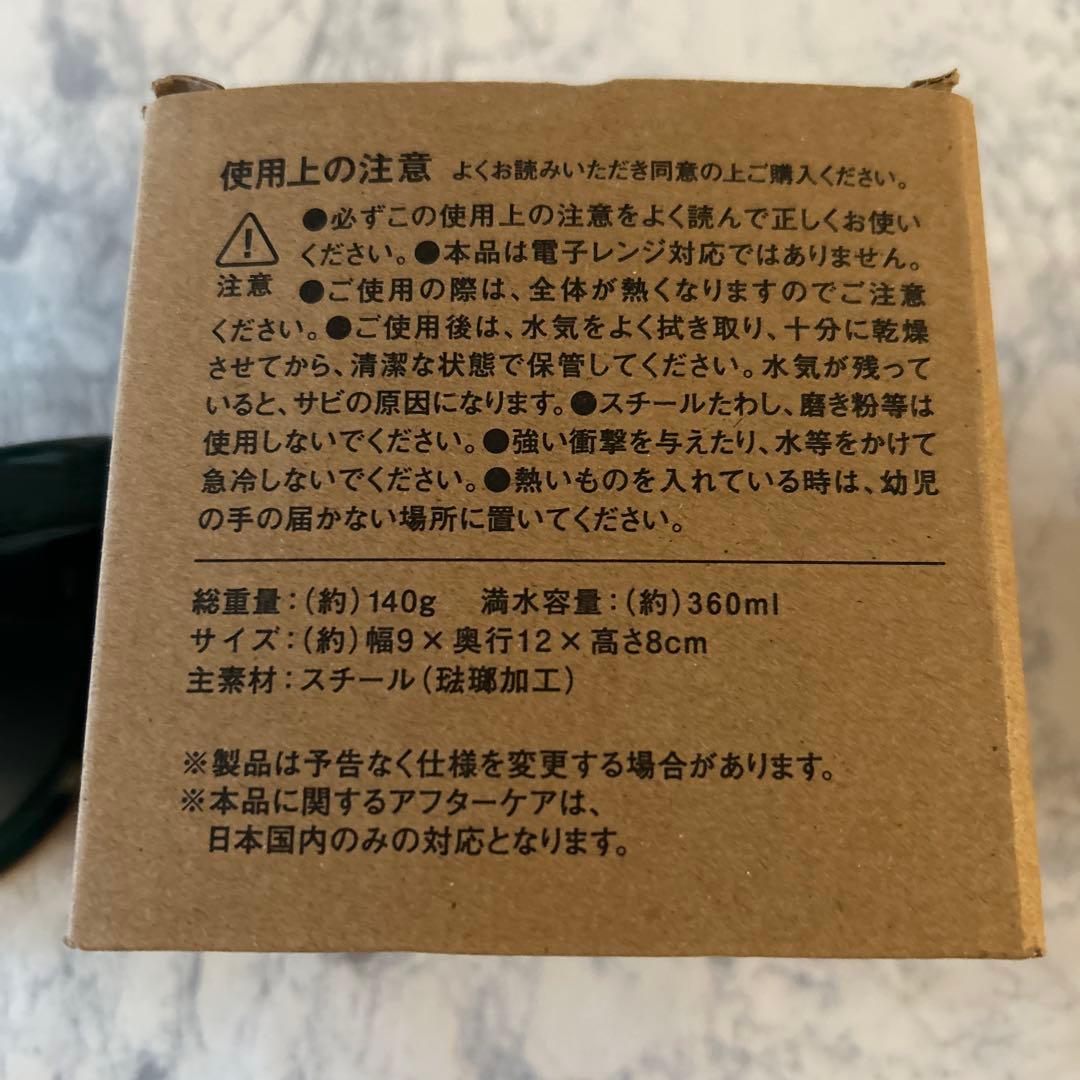 使用上の注意 よくお読みいただき同意の上ご購入ください。
●必ずこの使用上の注意をよく読んで正しくお使い
ください。●本品は電子レンジ対応ではありません。
注意 ●ご使用の際は、全体が熱くなりますのでご注意
ください。●ご使用後は、水気をよく拭き取り、十分に乾燥
させてから、清潔な状態で保管してください。水気が残って
いると、サビの原因になります。●スチールたわし、磨き粉等は
使用しないでください。●強い衝撃を与えたり、水等をかけて
急冷しないでください。●熱いものを入れている時は、幼児
の手の届かない場所に置いてください。
総重量：(約)140g 満水容量：(約)360ml
サイズ：(約)幅9×奥行12×高さ8cm
主素材：スチール(琺瑯加工)
※製品は予告なく仕様を変更する場合があります。
※本品に関するアフターケアは、
日本国内のみの対応となります。